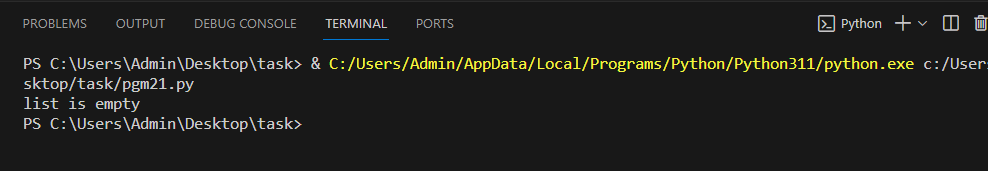 PROBLEMS OUTPUT DEBUG CONSOLE TERMINAL PORTS Python
PS C:\Users\Admin\Desktop\task> & C:/Users/Admin/AppData/Local/Programs/Python/Python311/python.exe c:/Users
sktop/task/pgm21.py
list is empty
PS C:\Users\Admin\Desktop\task>